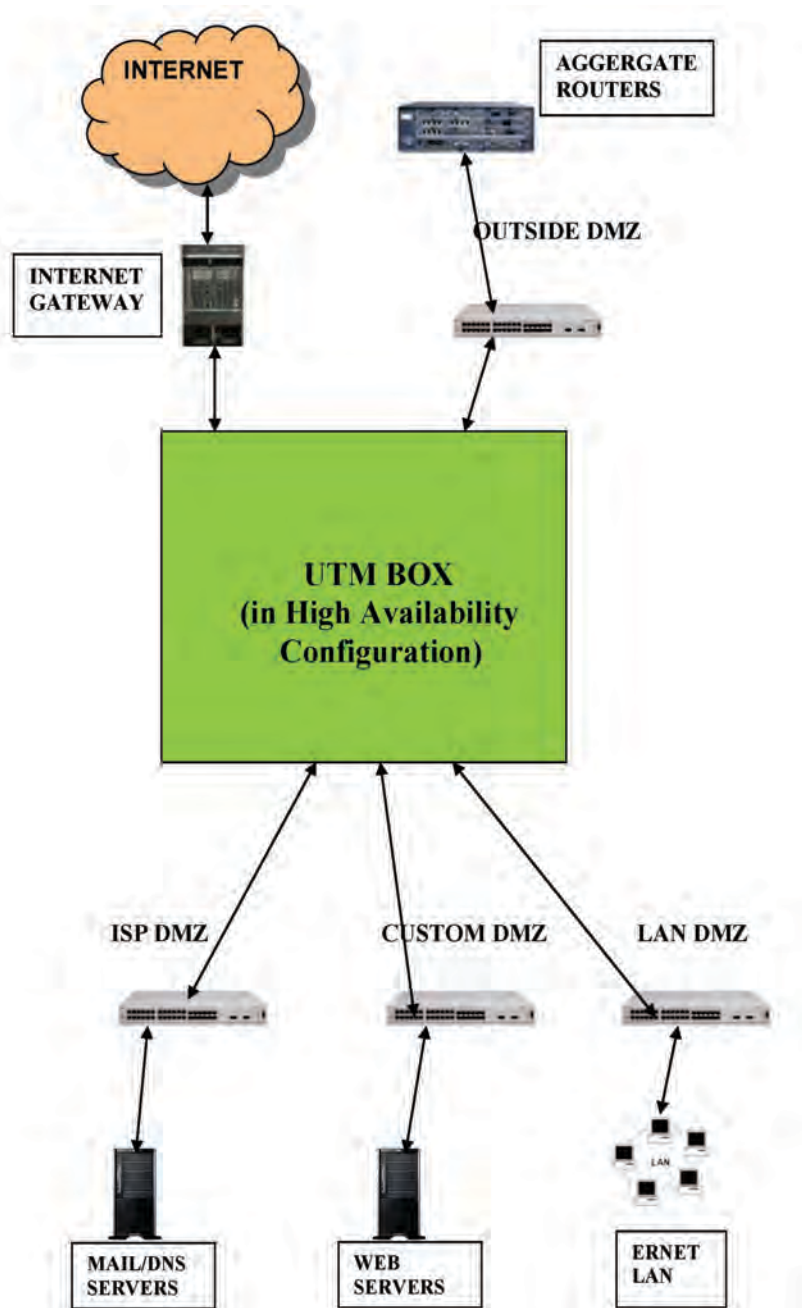 INTERNET
AGGERGATE
ROUTERS
OUTSIDE DMZ
INTERNET
GATEWAY
UTM BOX
(in High Availability
Configuration)
ISP DMZ
CUSTOM DMZ
LAN DMZ
LAN
MAIL/DNS
SERVERS
WEB
SERVERS
ERNET
LAN